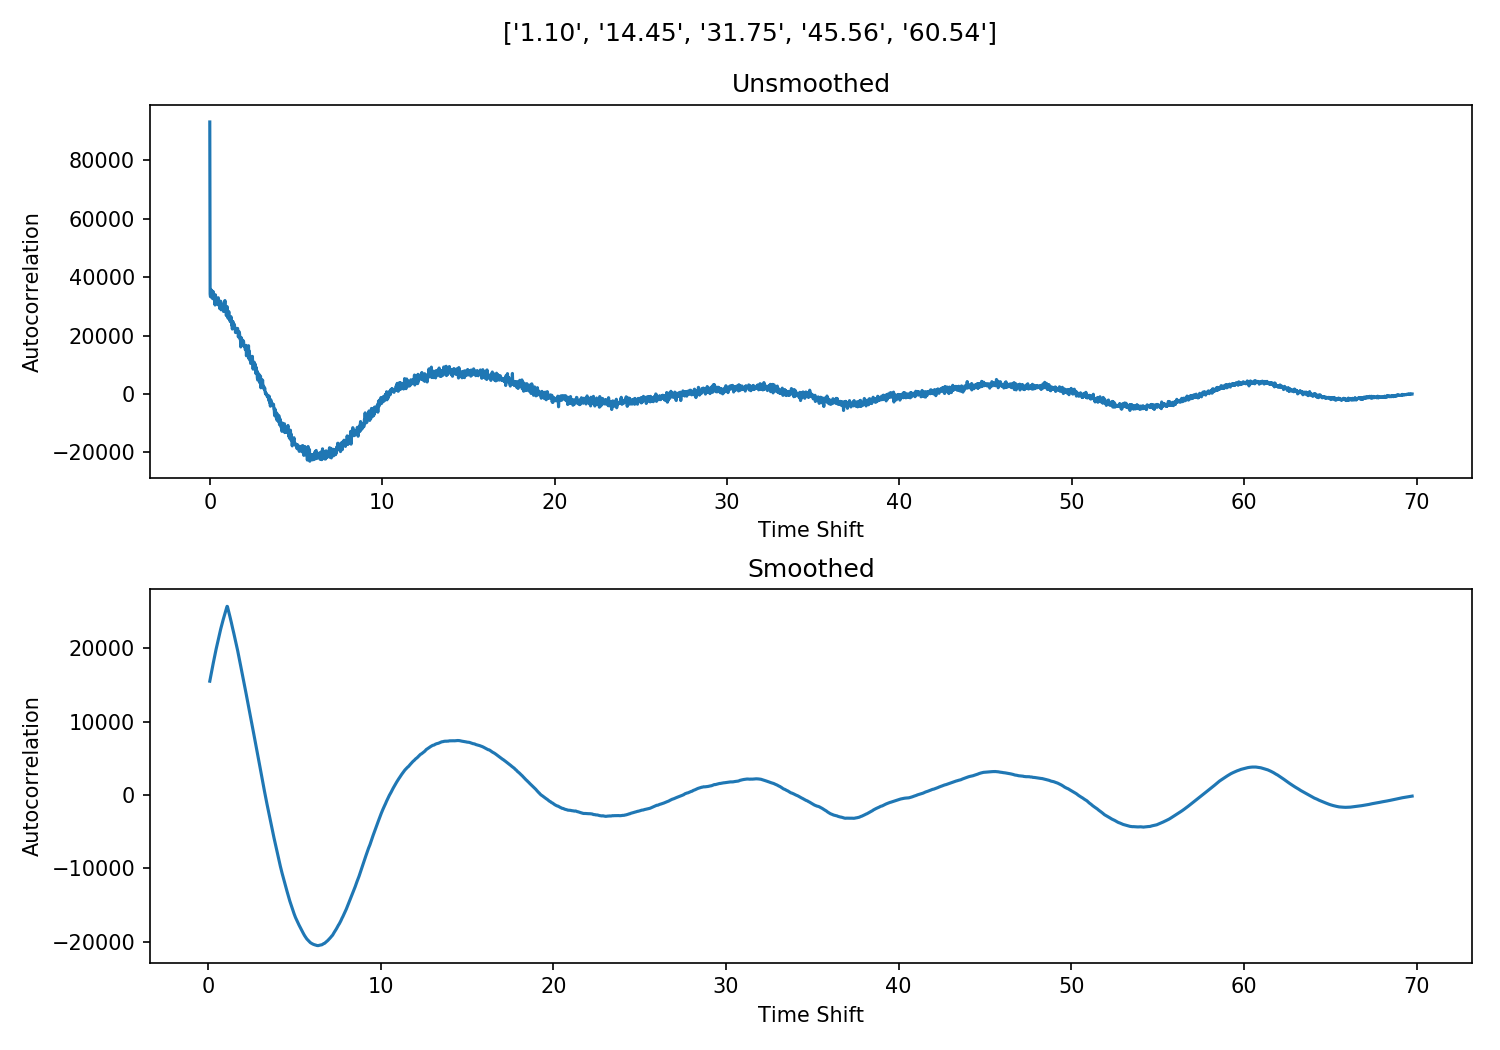 ['1.10', '14.45', '31.75', '45.56', '60.54']
Unsmoothed
Autocorrelation
80000
60000
40000
20000
0
−20000
0 10 20 30 40 50 60 70
Time Shift
Smoothed
Autocorrelation
20000
10000
0
−10000
−20000
0 10 20 30 40 50 60 70
Time Shift